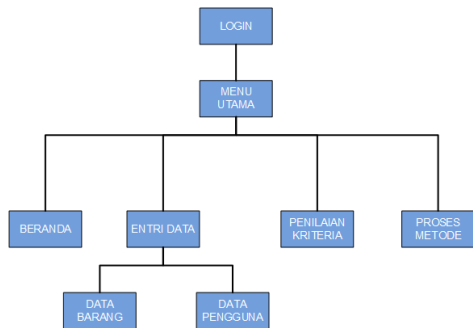 LOGIN
MENU
UTAMA
BERANDA
ENTRI DATA
PENILAIAN
KRITERIA
PROSES
METODE
DATA
BARANG
DATA
PENGGUNA